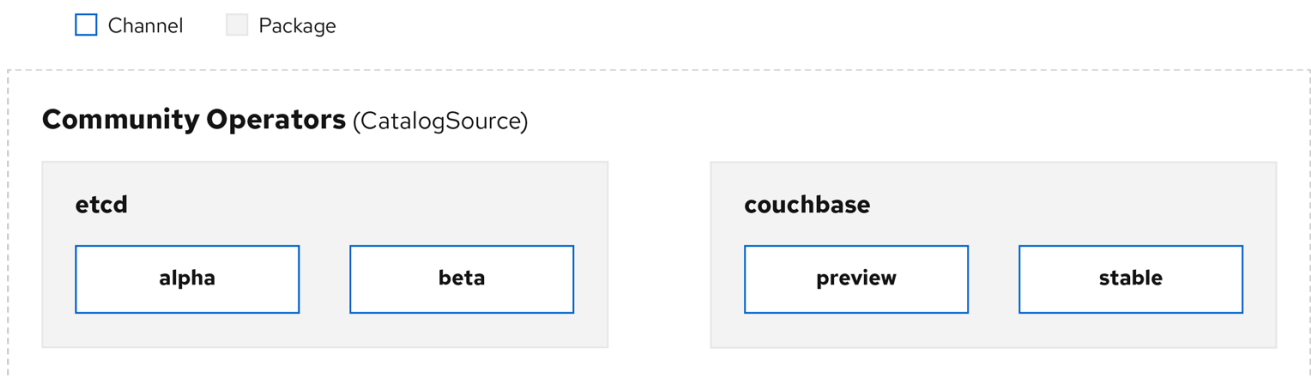 Channel Package
Community Operators (CatalogSource)
etcd
alpha beta
couchbase
preview stable